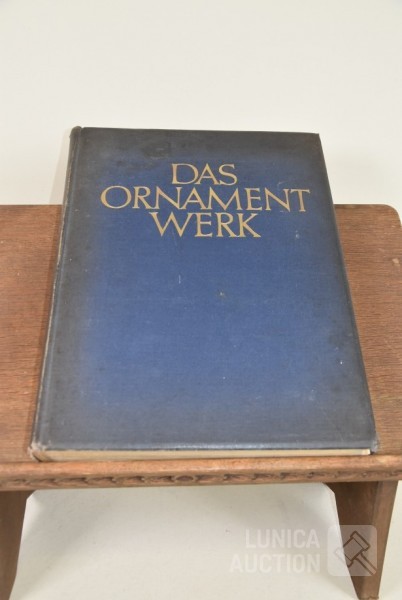 DAS
ORNAMENT
WERK
LUNICA
AUCTION